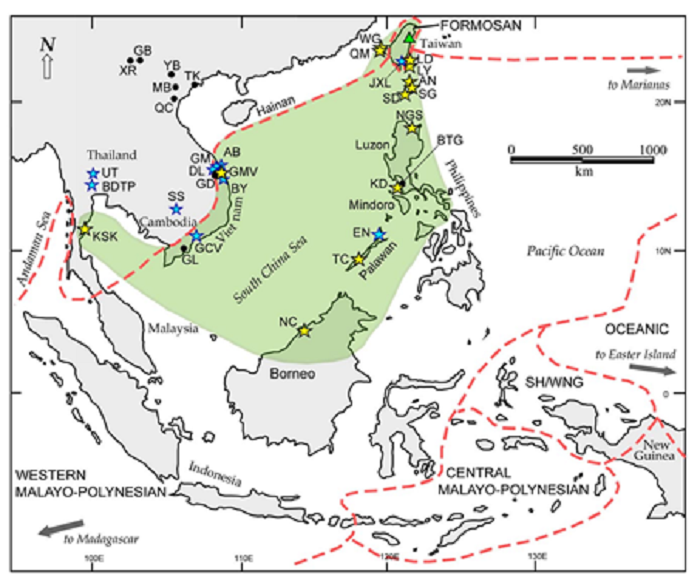 FORMOSAN
N
WG
QM
Taiwan
GB
XR
YB
TK
MB
QC
LD
LY
JXL
AN
SG
SD
to Marianas
20N
Hainan
NGS
Luzon
BTG
0 500 1000
km
Thailand
GM
AB
DL
GMV
GD
BY
UT
BDTP
SS
KD
Mindoro
Philippines
Cambodia
Viet nam
Andaman Sea
KSK
GCV
GL
EN
TC
Palawan
South China Sea
Pacific Ocean
10N
NC
Malaysia
Borneo
OCEANIC
to Easter Island
SH/WNG
0
New
Guinea
Indonesia
WESTERN
MALAYO-POLYNESIAN
CENTRAL
MALAYO-POLYNESIAN
to Madagascar
100E
110E
120E
130E